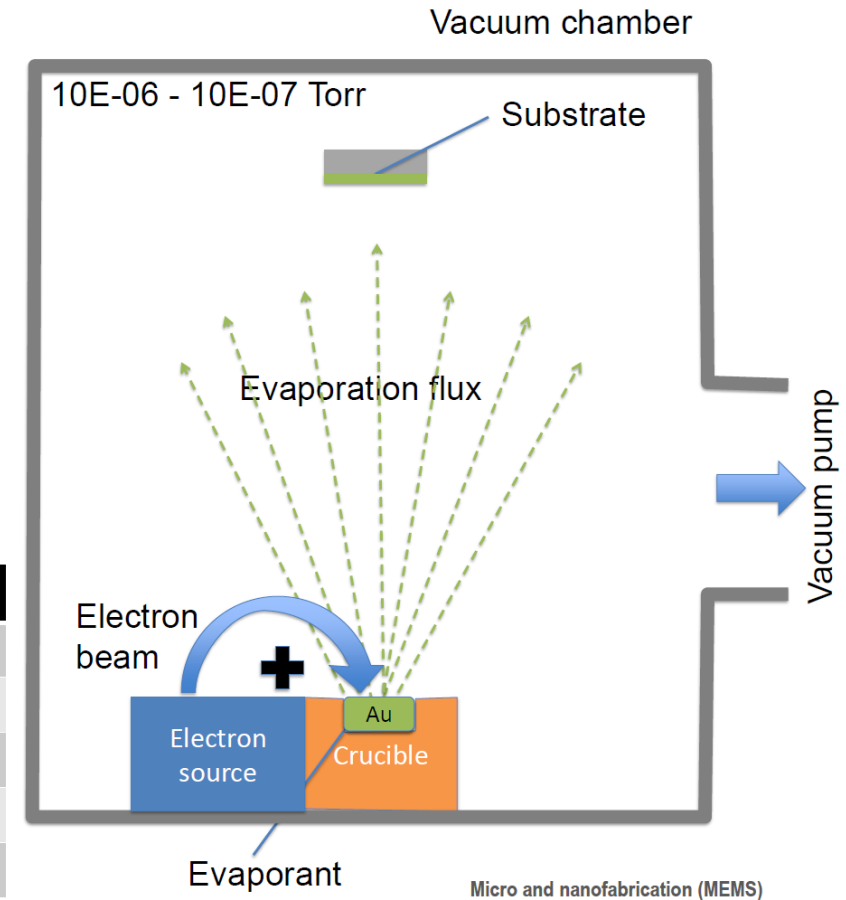 Vacuum chamber
10E-06 - 10E-07 Torr
Substrate
Evaporation flux
Vacuum pump
Electron
beam
Au
Electron
source
Crucible
Evaporant
Micro and nanofabrication (MEMS)